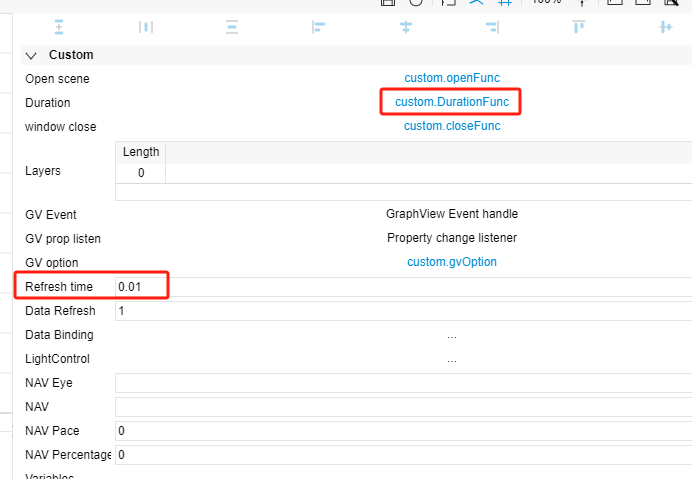 100%
Custom
Open scene custom.openFunc
Duration custom.DurationFunc
window close custom.closeFunc
Length
Layers 0
GV Event GraphView Event handle
GV prop listen Property change listener
GV option custom.gvOption
Refresh time 0.01
Data Refresh 1
Data Binding ...
LightControl ...
NAV Eye
NAV
NAV Pace 0
NAV Percentage 0
Variables